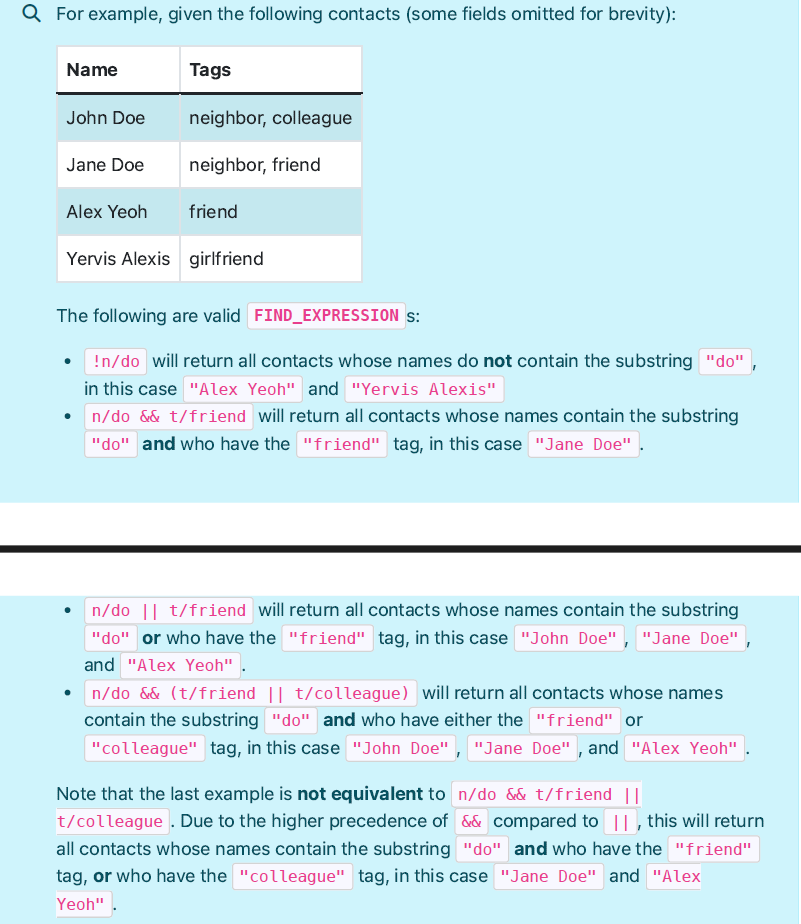 For example, given the following contacts (some fields omitted for brevity):
Name Tags
John Doe neighbor, colleague
Jane Doe neighbor, friend
Alex Yeoh friend
Yervis Alexis girlfriend
The following are valid FIND_EXPRESSION s:
• !n/do will return all contacts whose names do not contain the substring "do" ,
in this case "Alex Yeoh" and "Yervis Alexis"
• n/do && t/friend will return all contacts whose names contain the substring
"do" and who have the "friend" tag, in this case "Jane Doe" .
• n/do || t/friend will return all contacts whose names contain the substring
"do" or who have the "friend" tag, in this case "John Doe" , "Jane Doe" ,
and "Alex Yeoh" .
• n/do && (t/friend || t/colleague) will return all contacts whose names
contain the substring "do" and who have either the "friend" or
"colleague" tag, in this case "John Doe" , "Jane Doe" , and "Alex Yeoh" .
Note that the last example is not equivalent to n/do && t/friend ||
t/colleague . Due to the higher precedence of && compared to || , this will return
all contacts whose names contain the substring "do" and who have the "friend"
tag, or who have the "colleague" tag, in this case "Jane Doe" and "Alex
Yeoh" .